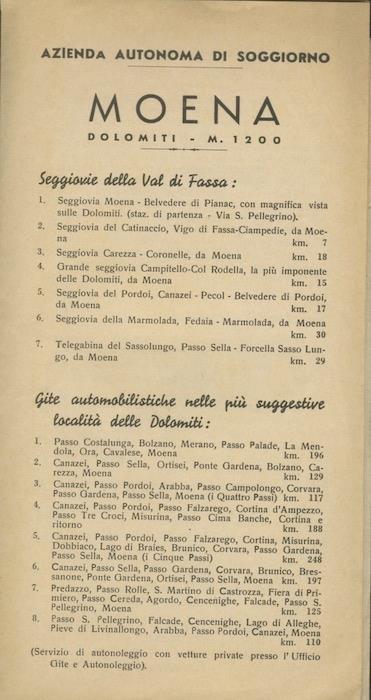 AZIENDA AUTONOMA DI SOGGIORNO
MOENA
DOLOMITI - M. 1200
Seggiovie della Val di Fassa :
1. Seggiovia Moena - Belvedere di Pianac, con magnifica vista
sulle Dolomiti. (staz. di partenza - Via S. Pellegrino).
2. Seggiovia del Catinaccio, Vigo di Fassa-Ciampedie, da Moe-
na km. 7
3. Seggiovia Carezza - Coronelle, da Moena km. 18
4. Grande seggiovia Campitello-Col Rodella, la più imponente
delle Dolomiti, da Moena km. 15
5. Seggiovia del Pordoi, Canazei - Pecol - Belvedere di Pordoi,
da Moena km. 17
6. Seggiovia della Marmolada, Fedaia - Marmolada, da Moena
km. 30
7. Telegabina del Sassolungo, Passo Sella - Forcella Sasso Lun-
go, da Moena km. 29
Gite automobilistiche nelle più suggestive
località delle Dolomiti :
1. Passo Costalunga, Bolzano, Merano, Passo Palade, La Men-
dola, Ora, Cavalese, Moena km. 196
2. Canazei, Passo Sella, Ortisei, Ponte Gardena, Bolzano, Ca-
rezza, Moena km. 129
3. Canazei, Passo Pordoi, Arabba, Passo Campolongo, Corvara,
Passo Gardena, Passo Sella, Moena (i Quattro Passi) km. 117
4. Canazei, Passo Pordoi, Passo Falzarego, Cortina d'Ampezzo,
Passo Tre Croci, Misurina, Passo Cima Banche, Cortina e
ritorno km. 188
5. Canazei, Passo Pordoi, Passo Falzarego, Cortina, Misurina,
Dobbiaco, Lago di Braies, Brunico, Corvara, Passo Gardena,
Passo Sella, Moena (i Cinque Passi) km. 248
6. Canazei, Passo Sella, Passo Gardena, Corvara, Brunico, Bres-
sanone, Ponte Gardena, Ortisei, Passo Sella, Moena km. 197
7. Predazzo, Passo Rolle, S. Martino di Castrozza, Fiera di Pri-
miero, Passo Cereda, Agordo, Cencenighe, Falcade, Passo S.
Pellegrino, Moena km. 125
8. Passo S. Pellegrino, Falcade, Cencenighe, Lago di Alleghe,
Pieve di Livinallongo, Arabba, Passo Pordoi, Canazei, Moena
km. 110
(Servizio di autonoleggio con vetture private presso l'Ufficio
Gite e Autonoleggio).